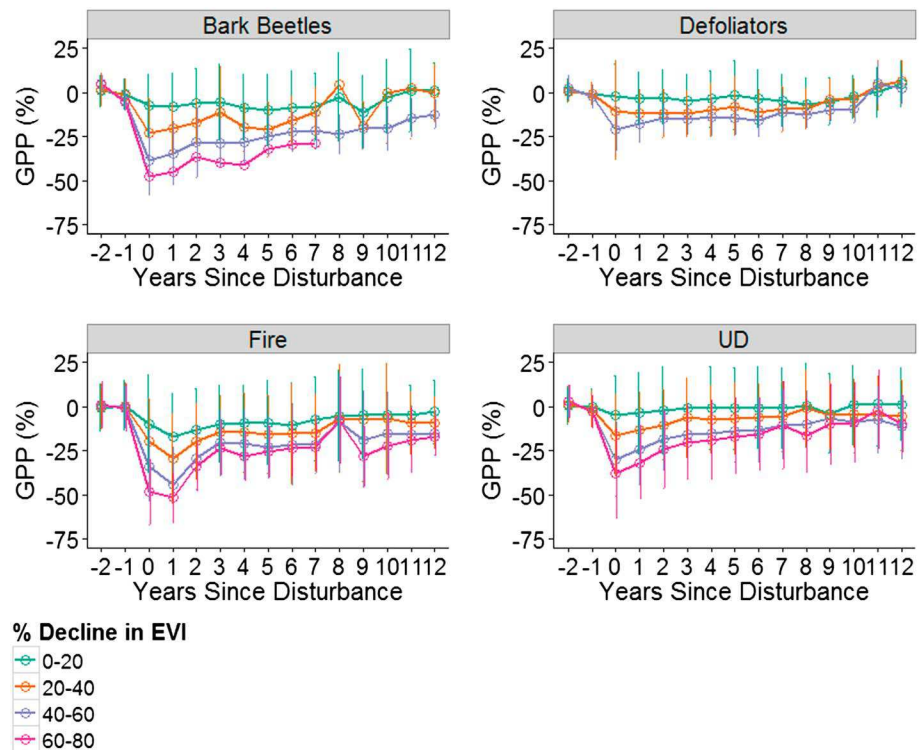 Bark Beetles
Defoliators
GPP (%)
25
0
-25
-50
-75
-2 -1 0 1 2 3 4 5 6 7 8 9 101112
Years Since Disturbance
GPP (%)
25
0
-25
-50
-75
-2 -1 0 1 2 3 4 5 6 7 8 9 101112
Years Since Disturbance
Fire
UD
GPP (%)
25
0
-25
-50
-75
-2 -1 0 1 2 3 4 5 6 7 8 9 101112
Years Since Disturbance
GPP (%)
25
0
-25
-50
-75
-2 -1 0 1 2 3 4 5 6 7 8 9 101112
Years Since Disturbance
% Decline in EVI
0-20
20-40
40-60
60-80